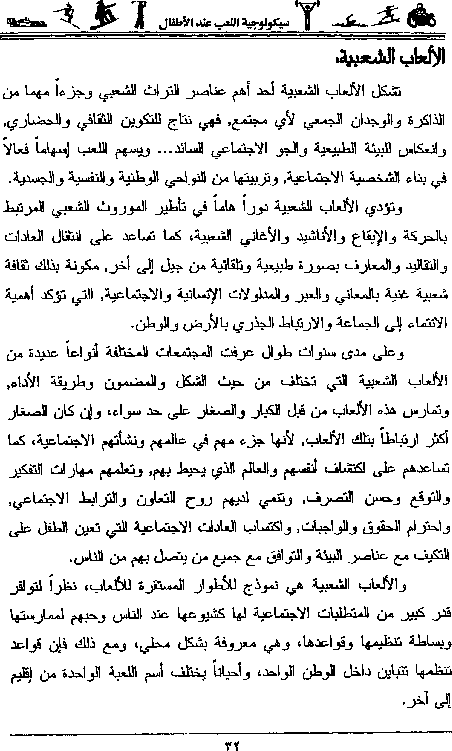 سيكولوجية اللعب عند الأطفال
الألعاب الشعبية:
تشكل الألعاب الشعبية أحد أهم عناصر التراث الشعبي وجزءاً مهما من
الذاكرة والوجدان الجمعي لأي مجتمع, فهي نتاج للتكوين الثقافي والحضاري,
وانعكاس للبيئة الطبيعية والجو الاجتماعي السائد... ويسهم اللعب إسهاماً فعالاً
في بناء الشخصية الاجتماعية, وتربيتها من النواحي الوطنية والنفسية والجسدية.
وتؤدي الألعاب الشعبية دوراً هاماً في تأطير الموروث الشعبي المرتبط
بالحركة والإيقاع والأناشيد والأغاني الشعبية، كما تساعد على انتقال العادات
والتقاليد والمعارف بصورة طبيعية وتلقائية من جيل إلى أخر, مكونة بذلك ثقافة
شعبية غنية بالمعاني والعبر والمدلولات الإنسانية والاجتماعية, التي تؤكد أهمية
الانتماء إلى الجماعة والارتباط الجذري بالأرض والوطن.
وعلى مدى سنوات طوال عرفت المجتمعات المختلفة أنواعاً عديدة من
الألعاب الشعبية التي تختلف من حيث الشكل والمضمون وطريقة الأداء,
وتمارس هذه الألعاب من قبل الكبار والصغار على حد سواء، وإن كان الصغار
أكثر ارتباطاً بتلك الألعاب, لأنها جزء مهم في عالمهم ونشأتهم الاجتماعية، كما
تساعدهم على اكتشاف أنفسهم والعالم الذي يحيط بهم, وتعلمهم مهارات التفكير
والتوقع وحسن التصرف, وتنمي لديهم روح التعاون والترابط الاجتماعي,
واحترام الحقوق والواجبات, واكتساب العادات الاجتماعية التي تعين الطفل على
التكيف مع عناصر البيئة والتوافق مع جميع من يتصل بهم من الناس.
والألعاب الشعبية هي نموذج للأطوار المستقرة للألعاب، نظراً لتوافر
قدر كبير من المتطلبات الاجتماعية لها كشيوعها عند الناس وحبهم لممارستها
وبساطة تنظيمها وقواعدها، وهي معروفة بشكل محلي، ومع ذلك فإن قواعد
تنظمها تتباين داخل الوطن الواحد، وأحياناً يختلف أسم اللعبة الواحدة من إقليم
إلى آخر.
٣٢